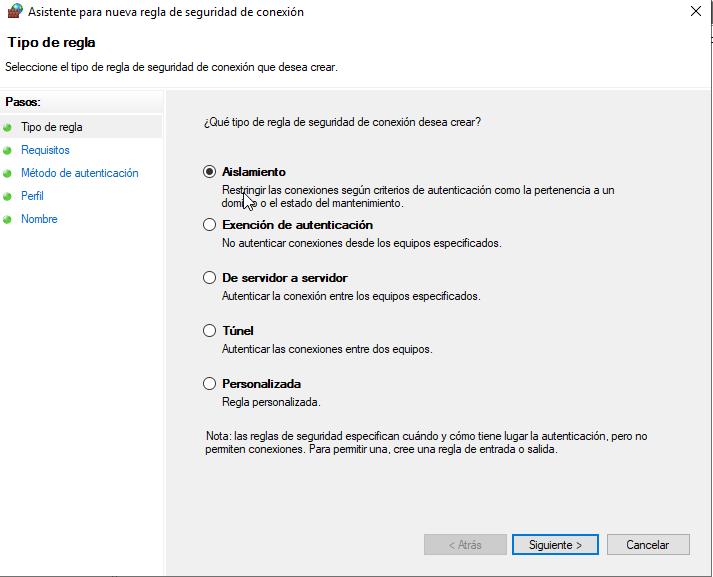 Asistente para nueva regla de seguridad de conexión
Tipo de regla
Seleccione el tipo de regla de seguridad de conexión que desea crear.
Pasos:
Tipo de regla
Requisitos
Método de autenticación
Perfil
Nombre
¿Qué tipo de regla de seguridad de conexión desea crear?
Aislamiento
Restringir las conexiones según criterios de autenticación como la pertenencia a un
dominio o el estado del mantenimiento.
Exención de autenticación
No autenticar conexiones desde los equipos especificados.
De servidor a servidor
Autenticar la conexión entre los equipos especificados.
Túnel
Autenticar las conexiones entre dos equipos.
Personalizada
Regla personalizada.
Nota: las reglas de seguridad especifican cuándo y cómo tiene lugar la autenticación, pero no
permiten conexiones. Para permitir una, cree una regla de entrada o salida.
< Atrás
Siguiente >
Cancelar